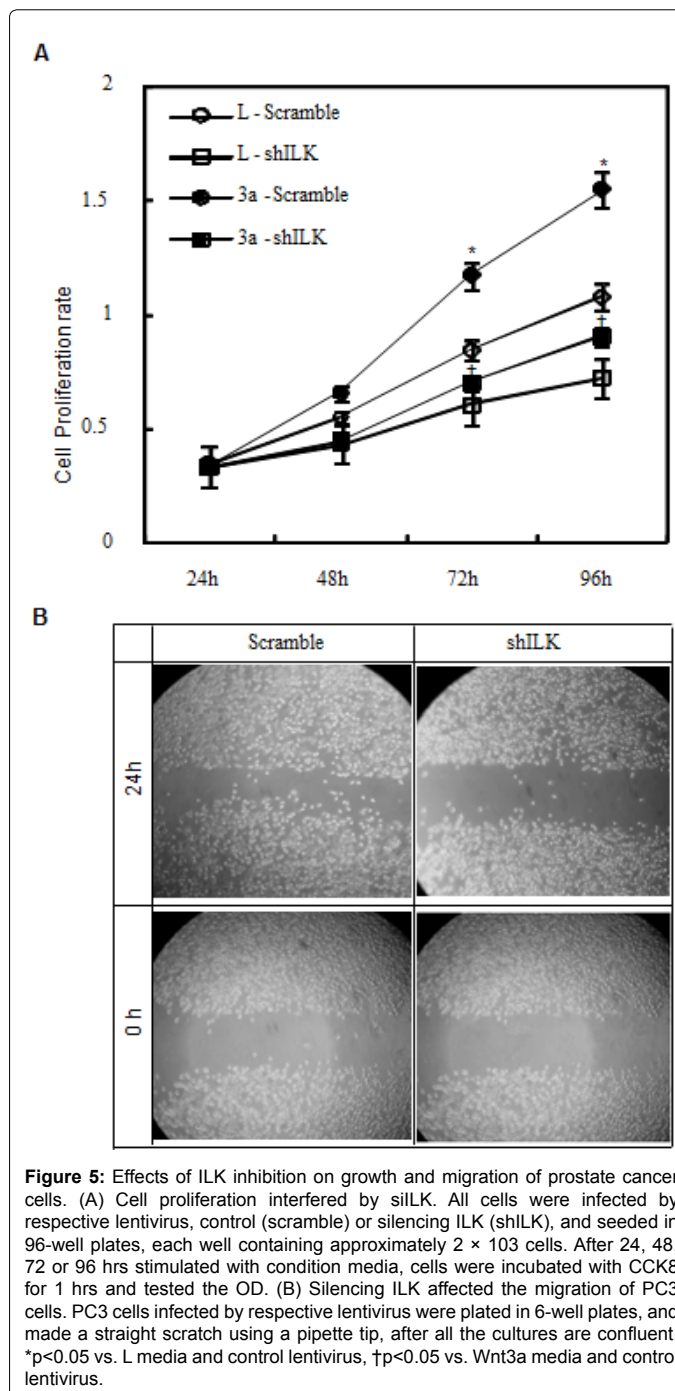 A
2
1.5
1
0.5
0
Cell Proliferation rate
L - Scramble
L - shILK
3a - Scramble
3a - shILK
*
*
†
†
24h
48h
72h
96h
B
Scramble
shILK
24h
0 h
Figure 5: Effects of ILK inhibition on growth and migration of prostate cancer
cells. (A) Cell proliferation interfered by siILK. All cells were infected by
respective lentivirus, control (scramble) or silencing ILK (shILK), and seeded in
96-well plates, each well containing approximately 2 × 103 cells. After 24, 48,
72 or 96 hrs stimulated with condition media, cells were incubated with CCK8
for 1 hrs and tested the OD. (B) Silencing ILK affected the migration of PC3
cells. PC3 cells infected by respective lentivirus were plated in 6-well plates, and
made a straight scratch using a pipette tip, after all the cultures are confluent.
*p<0.05 vs. L media and control lentivirus, †p<0.05 vs. Wnt3a media and control
lentivirus.